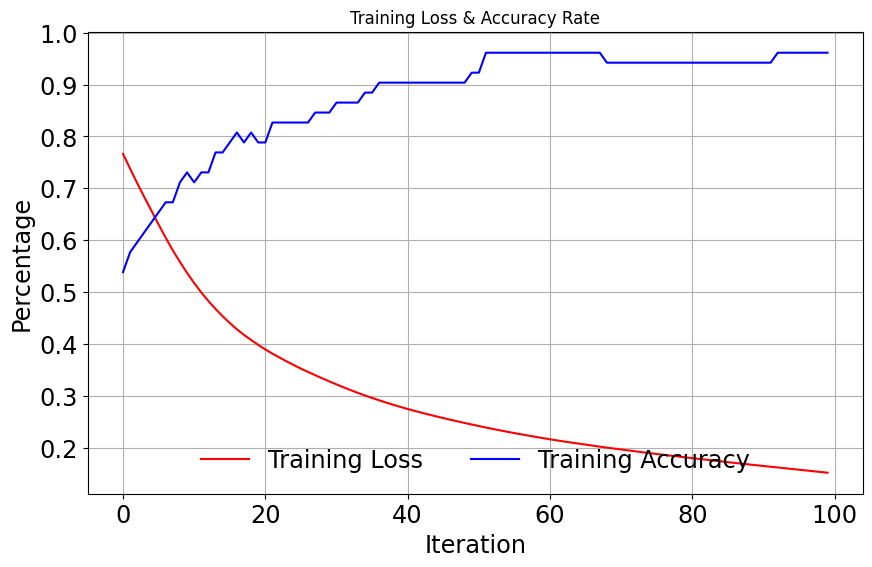 Training Loss & Accuracy Rate
1.0
0.9
0.8
0.7
0.6
0.5
0.4
0.3
0.2
Percentage
Training Loss Training Accuracy
0 20 40 60 80 100
Iteration